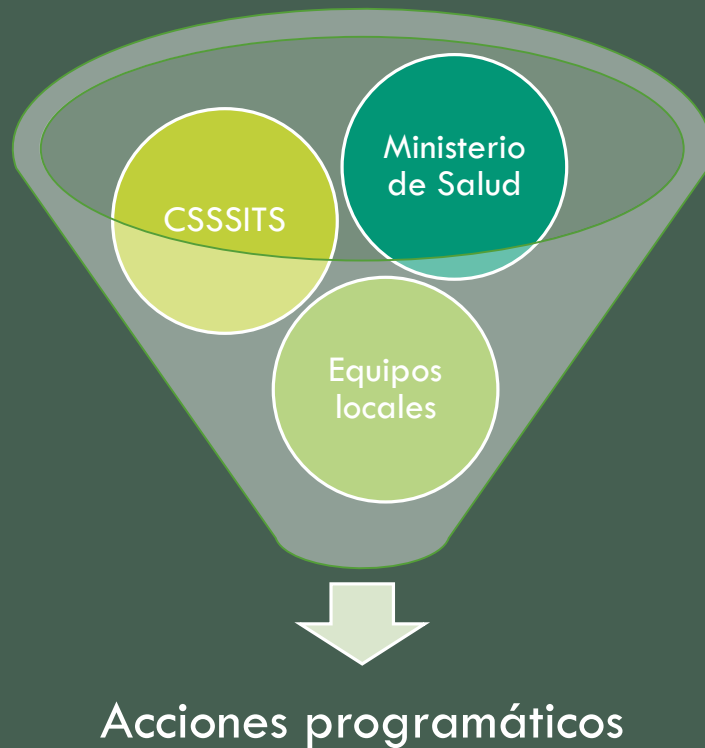 Ministerio
de Salud
CSSSITS
Equipos
locales
Acciones programáticos